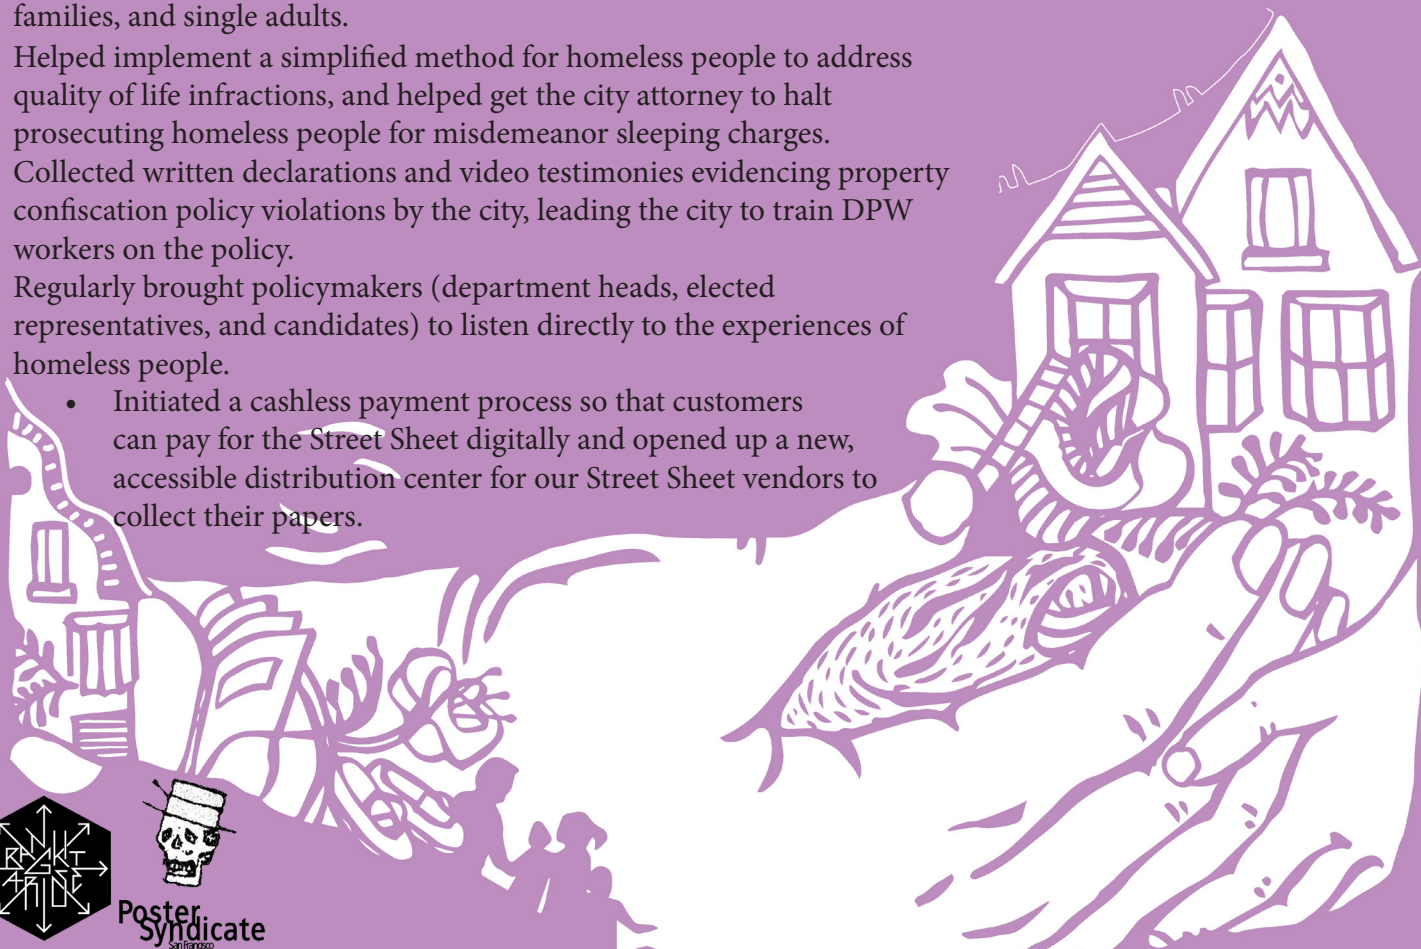 families, and single adults.
Helped implement a simplified method for homeless people to address
quality of life infractions, and helped get the city attorney to halt
prosecuting homeless people for misdemeanor sleeping charges.
Collected written declarations and video testimonies evidencing property
confiscation policy violations by the city, leading the city to train DPW
workers on the policy.
Regularly brought policymakers (department heads, elected
representatives, and candidates) to listen directly to the experiences of
homeless people.
• Initiated a cashless payment process so that customers
can pay for the Street Sheet digitally and opened up a new,
accessible distribution center for our Street Sheet vendors to
collect their papers.
Poster
Syndicate
San Francisco